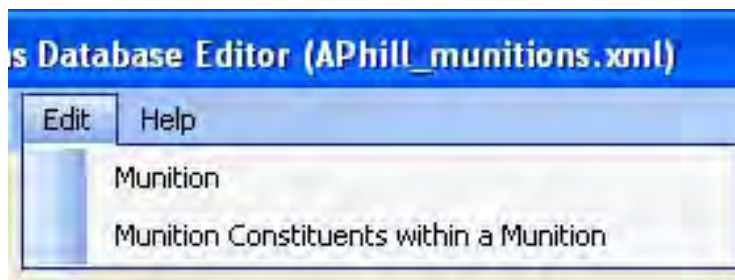 Database Editor (APhill_munitions.xml)
Edit Help
Munition
Munition Constituents within a Munition